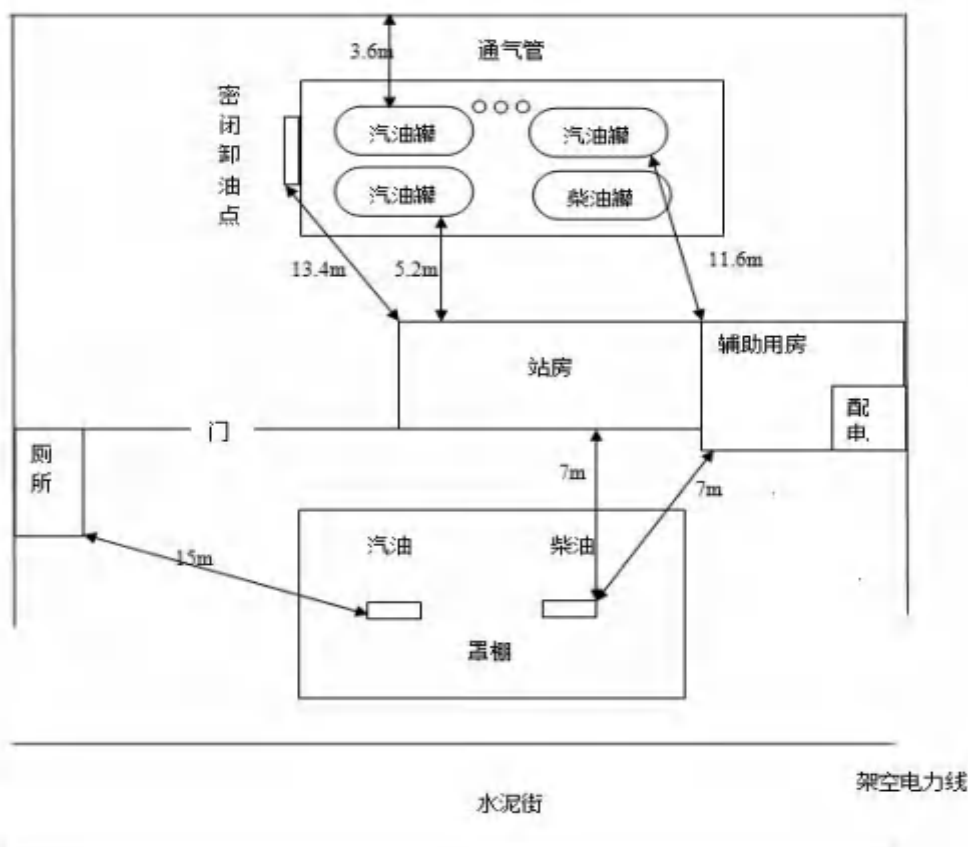 3.6m
通气管
密闭卸油点
汽油罐
汽油罐
汽油罐
柴油罐
13.4m
5.2m
11.6m
站房
辅助用房
配电
门
厕所
7m
7m
汽油
柴油
15m
罩棚
架空电力线
水泥街